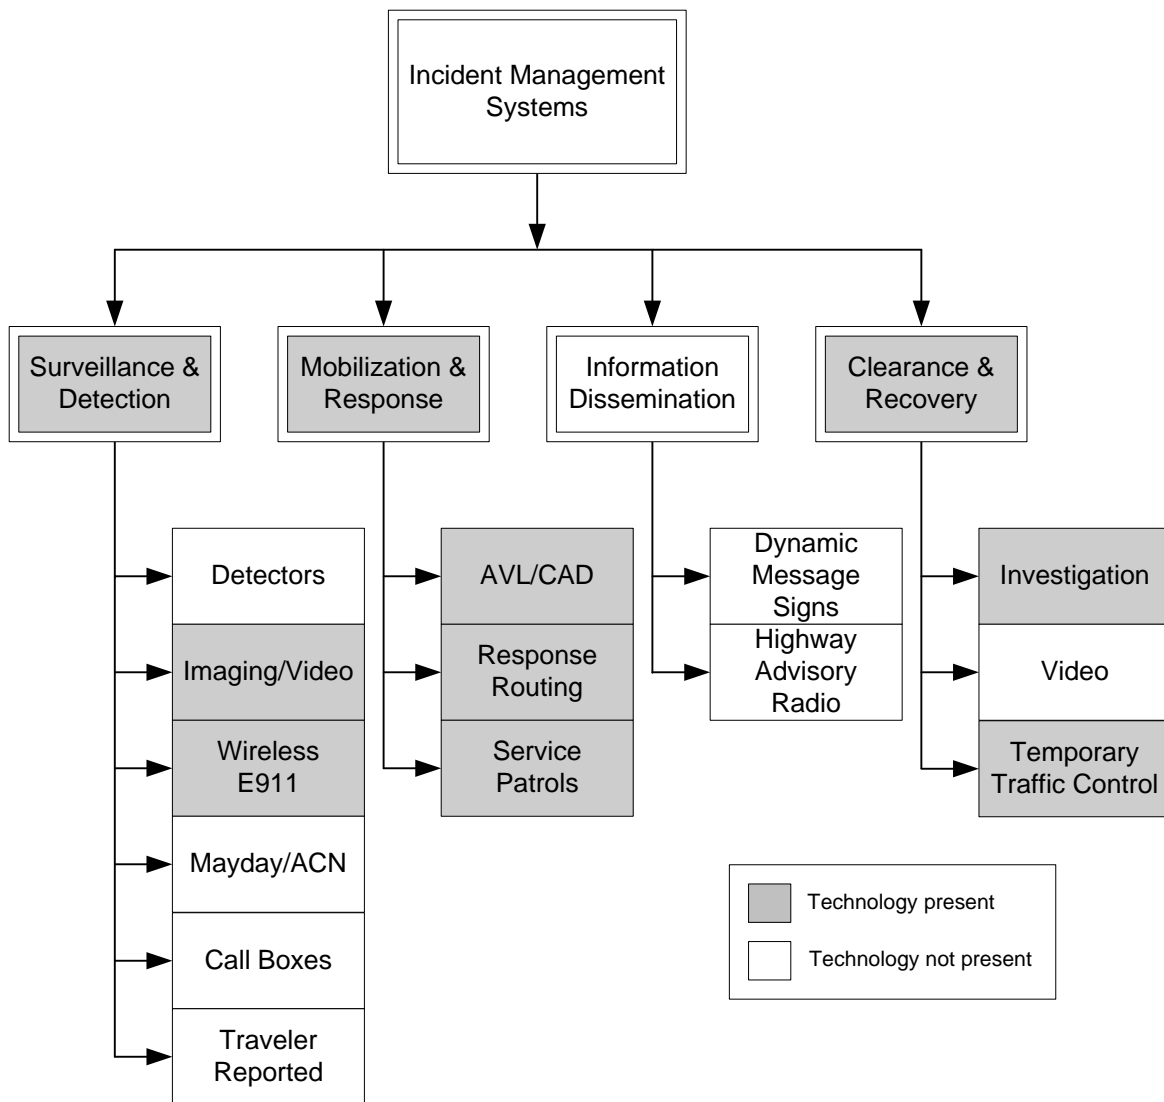 Incident Management
Systems
Surveillance &
Detection
Mobilization &
Response
Information
Dissemination
Clearance &
Recovery
Detectors
Imaging/Video
Wireless
E911
Mayday/ACN
Call Boxes
Traveler
Reported
AVL/CAD
Response
Routing
Service
Patrols
Dynamic
Message
Signs
Highway
Advisory
Radio
Investigation
Video
Temporary
Traffic Control
Technology present
Technology not present